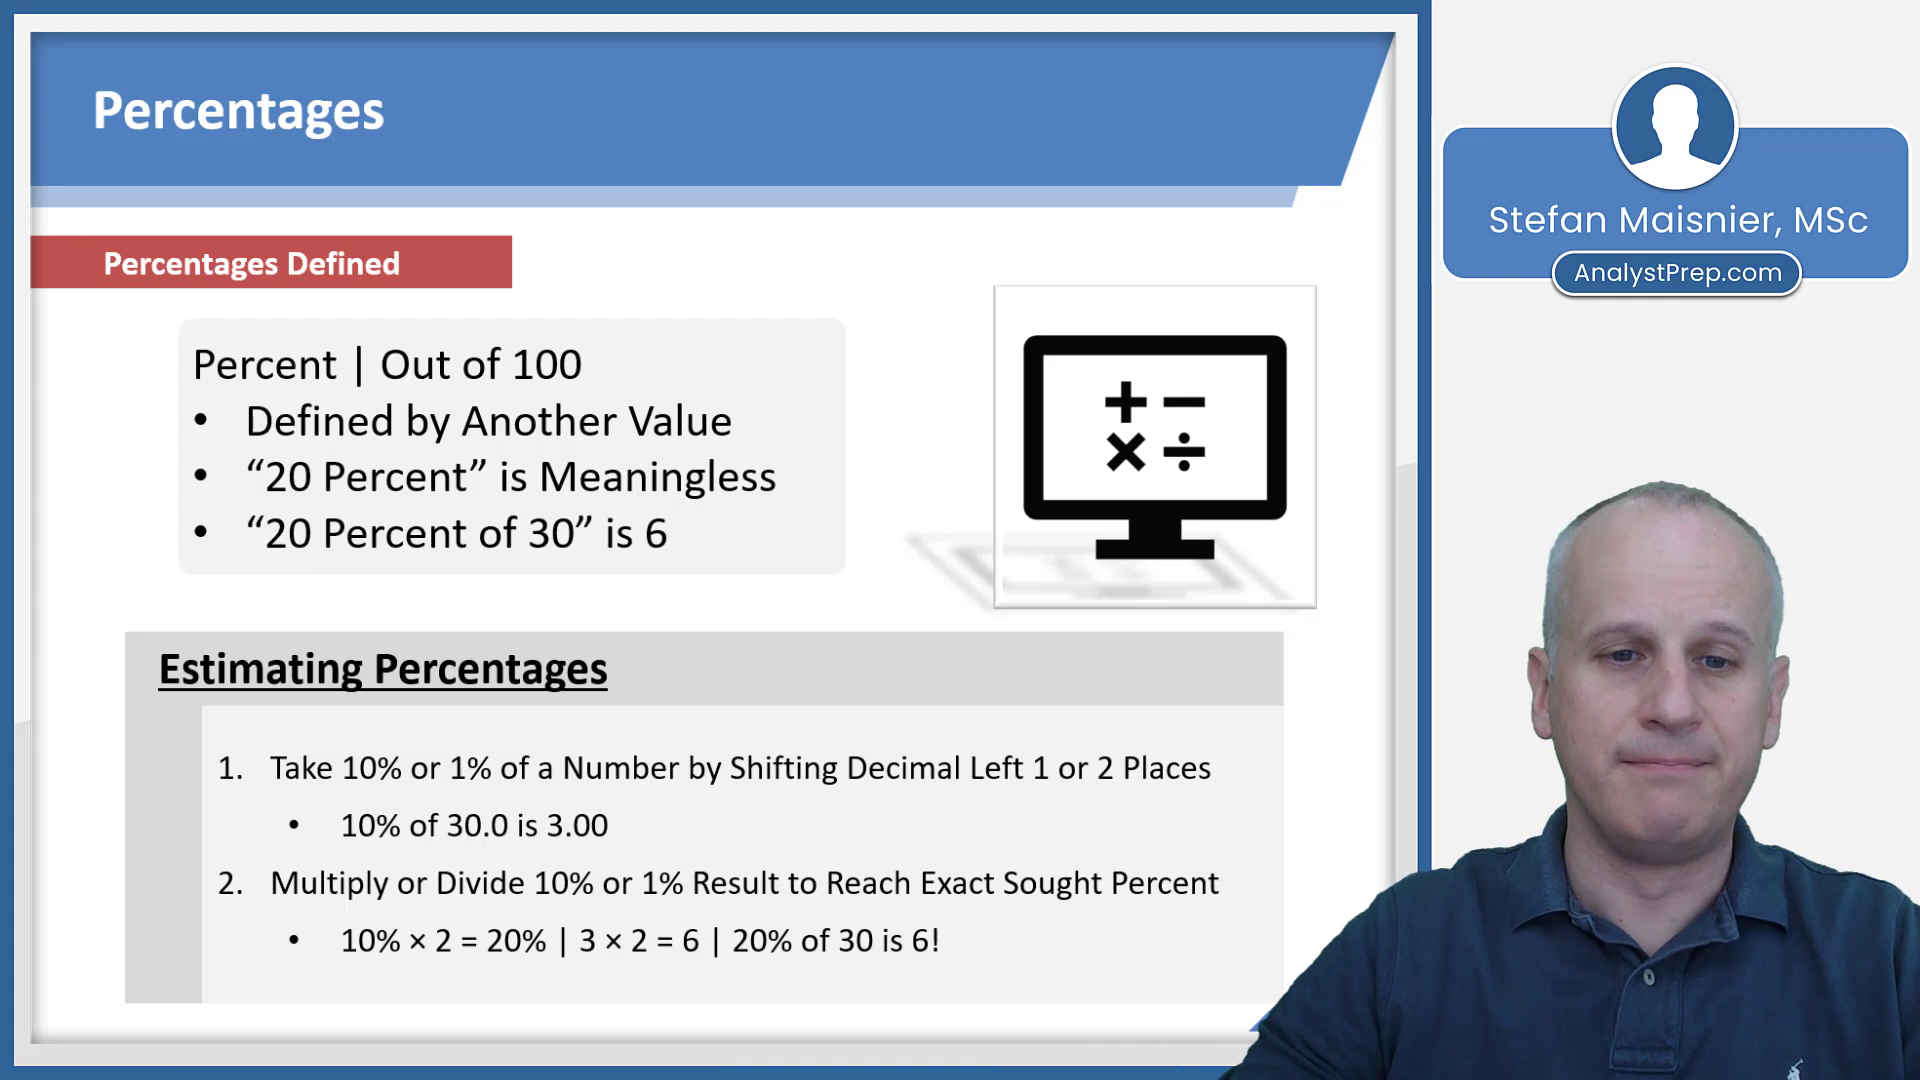 Percentages
Percentages Defined
Percent | Out of 100
• Defined by Another Value
• “20 Percent” is Meaningless
• “20 Percent of 30” is 6
+ −
× ÷
Estimating Percentages
1. Take 10% or 1% of a Number by Shifting Decimal Left 1 or 2 Places
• 10% of 30.0 is 3.00
2. Multiply or Divide 10% or 1% Result to Reach Exact Sought Percent
• 10% × 2 = 20% | 3 × 2 = 6 | 20% of 30 is 6!
Stefan Maisnier, MSc
AnalystPrep.com